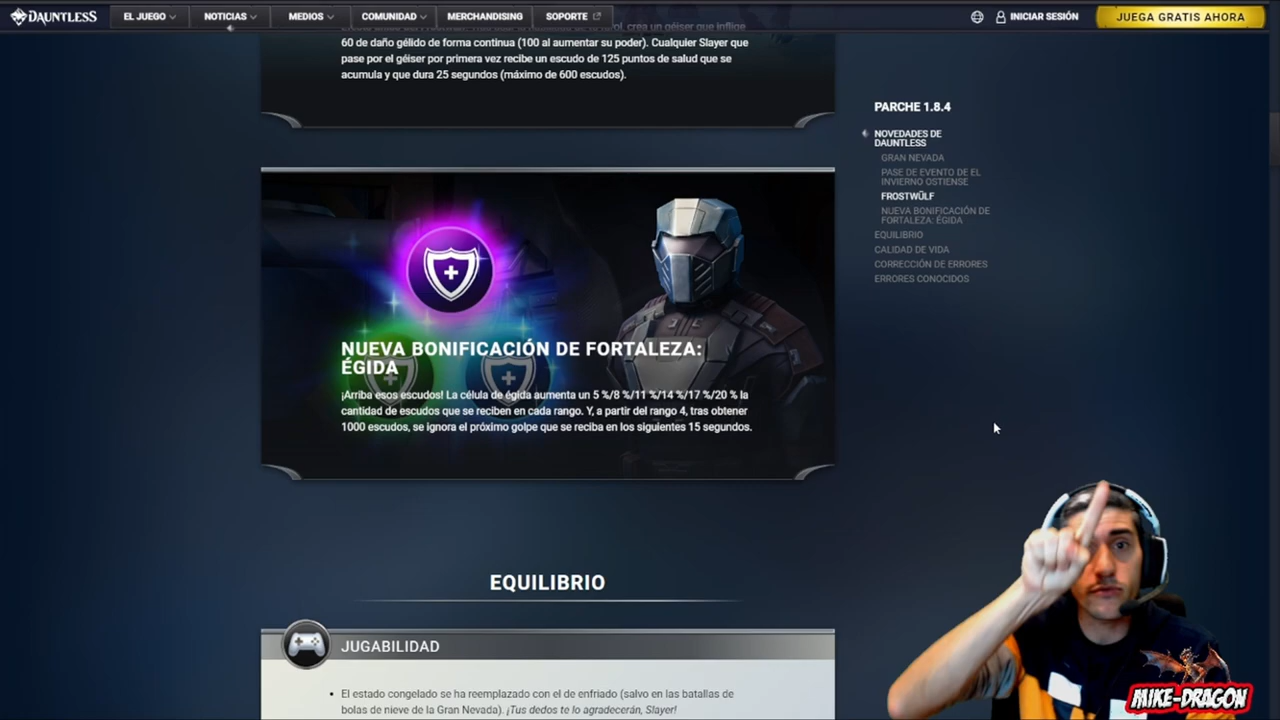 DAUNTLESS
EL JUEGO
NOTICIAS
MEDIOS
COMUNIDAD
MERCHANDISING
SOPORTE
INICIAR SESIÓN
JUEGA GRATIS AHORA
60 de daño gélido de forma continua (100 al aumentar su poder). Cualquier Slayer que
pase por el géiser por primera vez recibe un escudo de 125 puntos de salud que se
acumula y que dura 25 segundos (máximo de 600 escudos).
NUEVA BONIFICACIÓN DE FORTALEZA:
ÉGIDA
¡Arriba esos escudos! La célula de égida aumenta un 5 %/8 %/11 %/14 %/17 %/20 % la
cantidad de escudos que se reciben en cada rango. Y, a partir del rango 4, tras obtener
1000 escudos, se ignora el próximo golpe que se reciba en los siguientes 15 segundos.
EQUILIBRIO
JUGABILIDAD
• El estado congelado se ha reemplazado con el de enfriado (salvo en las batallas de
bolas de nieve de la Gran Nevada). ¡Tus dedos te lo agradecerán, Slayer!
PARCHE 1.8.4
NOVEDADES DE
DAUNTLESS
GRAN NEVADA
PASE DE EVENTO DE EL
INVIERNO OSTIENSE
FROSTWÜLF
NUEVA BONIFICACIÓN DE
FORTALEZA: ÉGIDA
EQUILIBRIO
CALIDAD DE VIDA
CORRECCIÓN DE ERRORES
ERRORES CONOCIDOS
MIKE-DRAGON